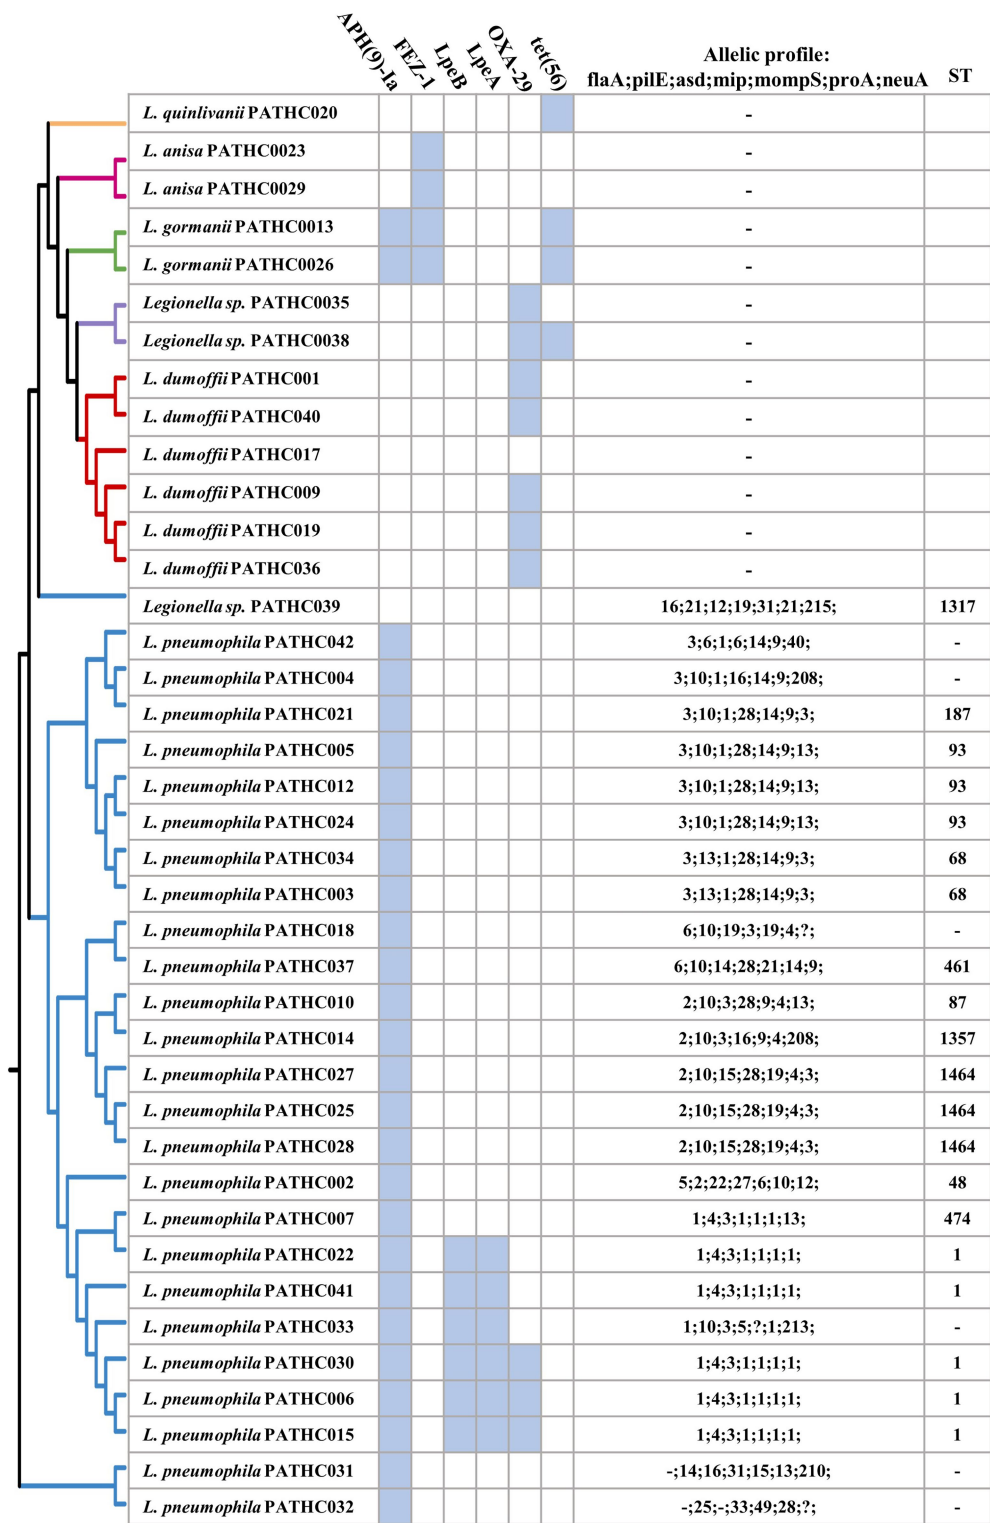 APH(9)-Ia
FEZ-1
LpeB
LpeA
OXA-29
tet(56)
Allelic profile:
flaA;pilE;asd;mip;mompS;proA;neuA ST
L. quinlivanii PATHC020 -
L. anisa PATHC0023 -
L. anisa PATHC0029 -
L. gormanii PATHC0013 -
L. gormanii PATHC0026 -
Legionella sp. PATHC0035 -
Legionella sp. PATHC0038 -
L. dumoffii PATHC001 -
L. dumoffii PATHC040 -
L. dumoffii PATHC017 -
L. dumoffii PATHC009 -
L. dumoffii PATHC019 -
L. dumoffii PATHC036 -
Legionella sp. PATHC039 16;21;12;19;31;21;215; 1317
L. pneumophila PATHC042 3;6;1;6;14;9;40; -
L. pneumophila PATHC004 3;10;1;16;14;9;208; -
L. pneumophila PATHC021 3;10;1;28;14;9;3; 187
L. pneumophila PATHC005 3;10;1;28;14;9;13; 93
L. pneumophila PATHC012 3;10;1;28;14;9;13; 93
L. pneumophila PATHC024 3;10;1;28;14;9;13; 93
L. pneumophila PATHC034 3;13;1;28;14;9;3; 68
L. pneumophila PATHC003 3;13;1;28;14;9;3; 68
L. pneumophila PATHC018 6;10;19;3;19;4;?; -
L. pneumophila PATHC037 6;10;14;28;21;14;9; 461
L. pneumophila PATHC010 2;10;3;28;9;4;13; 87
L. pneumophila PATHC014 2;10;3;16;9;4;208; 1357
L. pneumophila PATHC027 2;10;15;28;19;4;3; 1464
L. pneumophila PATHC025 2;10;15;28;19;4;3; 1464
L. pneumophila PATHC028 2;10;15;28;19;4;3; 1464
L. pneumophila PATHC002 5;2;22;27;6;10;12; 48
L. pneumophila PATHC007 1;4;3;1;1;1;13; 474
L. pneumophila PATHC022 1;4;3;1;1;1;1; 1
L. pneumophila PATHC041 1;4;3;1;1;1;1; 1
L. pneumophila PATHC033 1;10;3;5;?;1;213; -
L. pneumophila PATHC030 1;4;3;1;1;1;1; 1
L. pneumophila PATHC006 1;4;3;1;1;1;1; 1
L. pneumophila PATHC015 1;4;3;1;1;1;1; 1
L. pneumophila PATHC031 -;14;16;31;15;13;210; -
L. pneumophila PATHC032 -;25;-;33;49;28;?; -